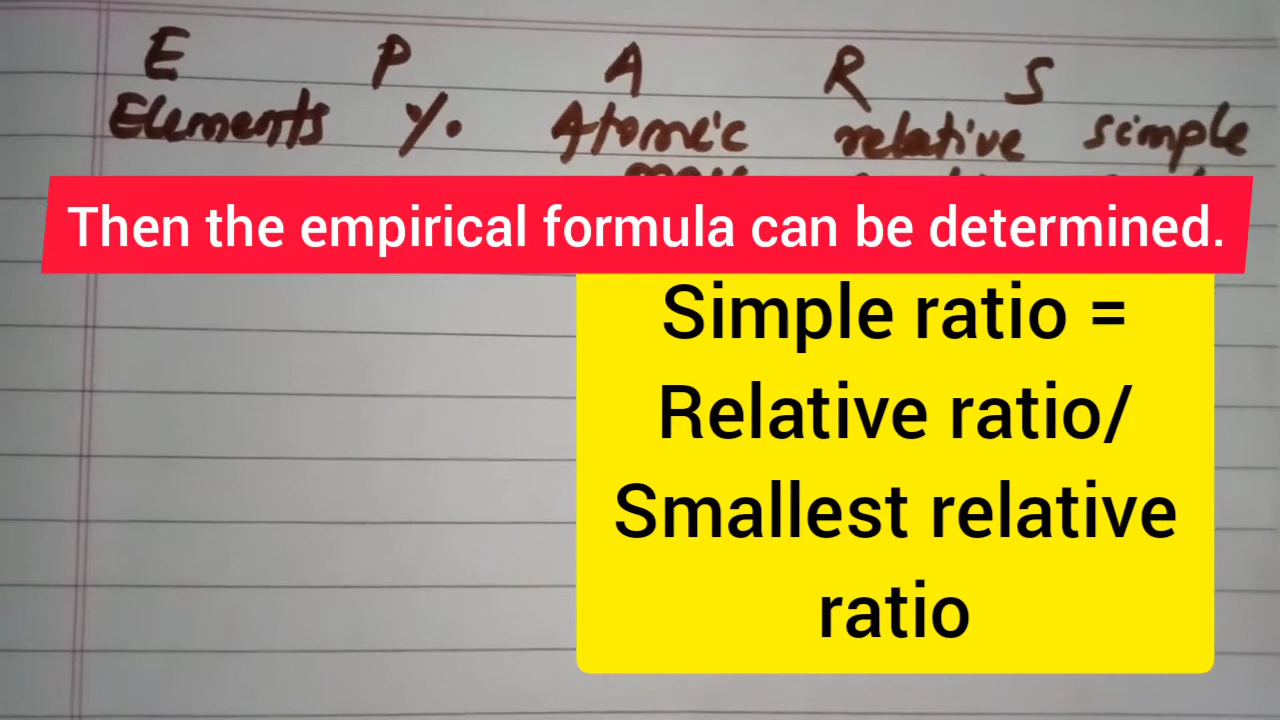 E P A R S
Elements %. Atomic relative simple
Then the empirical formula can be determined.
Simple ratio =
Relative ratio/
Smallest relative
ratio